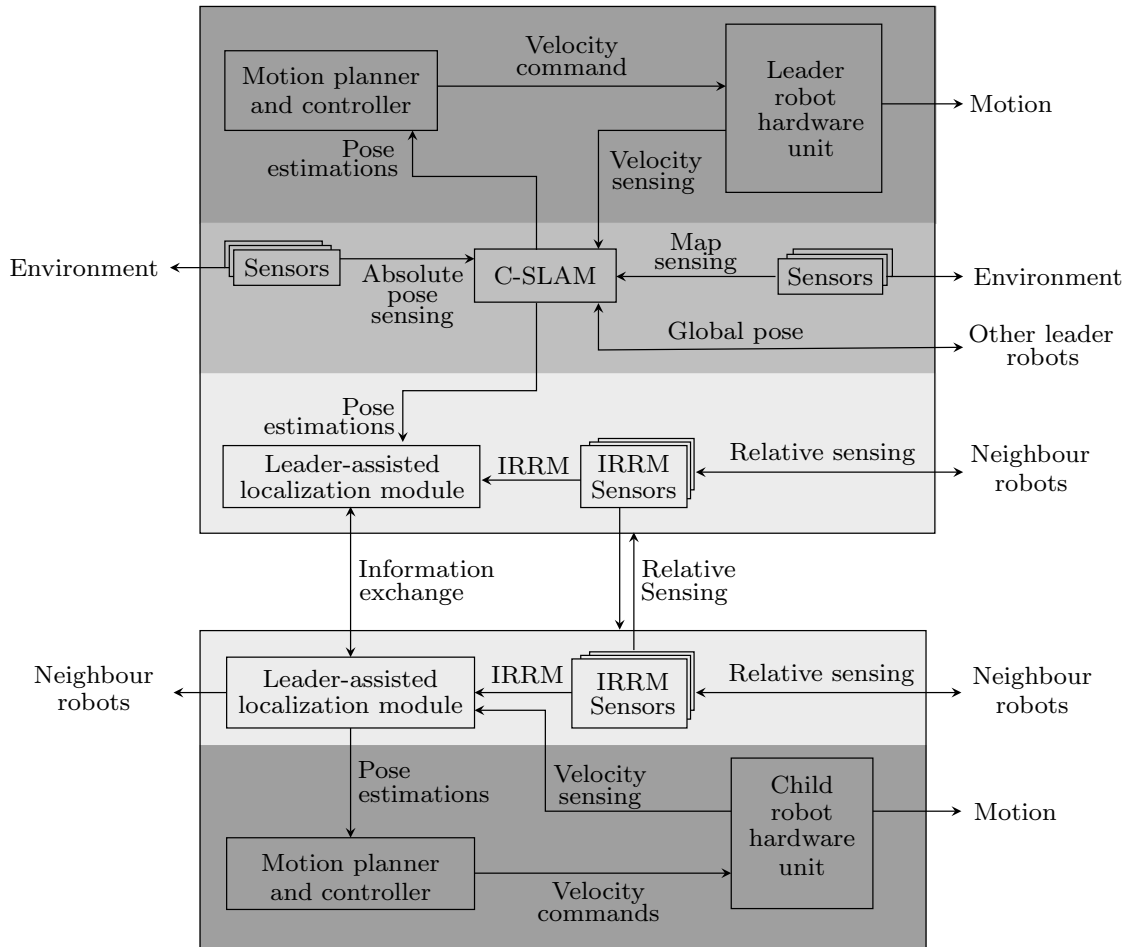 Velocity
command
Motion planner
and controller
Leader
robot
hardware
unit
Motion
Pose
estimations
Velocity
sensing
Environment
Sensors
Absolute
pose
sensing
C-SLAM
Map
sensing
Sensors
Environment
Global pose
Other leader
robots
Pose
estimations
Leader-assisted
localization module
IRRM
IRRM
Sensors
Relative sensing
Neighbour
robots
Information
exchange
Relative
Sensing
Neighbour
robots
Leader-assisted
localization module
IRRM
IRRM
Sensors
Relative sensing
Neighbour
robots
Pose
estimations
Velocity
sensing
Child
robot
hardware
unit
Motion
Motion planner
and controller
Velocity
commands